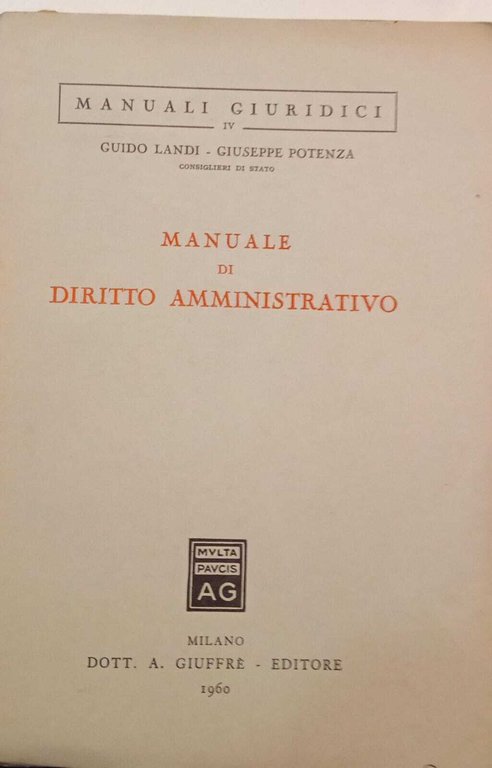 MANUALI GIURIDICI
IV
GUIDO LANDI - GIUSEPPE POTENZA
CONSIGLIERI DI STATO
MANUALE
DI
DIRITTO AMMINISTRATIVO
MVLTA
PAVCIS
AG
MILANO
DOTT. A. GIUFFRÈ - EDITORE
1960